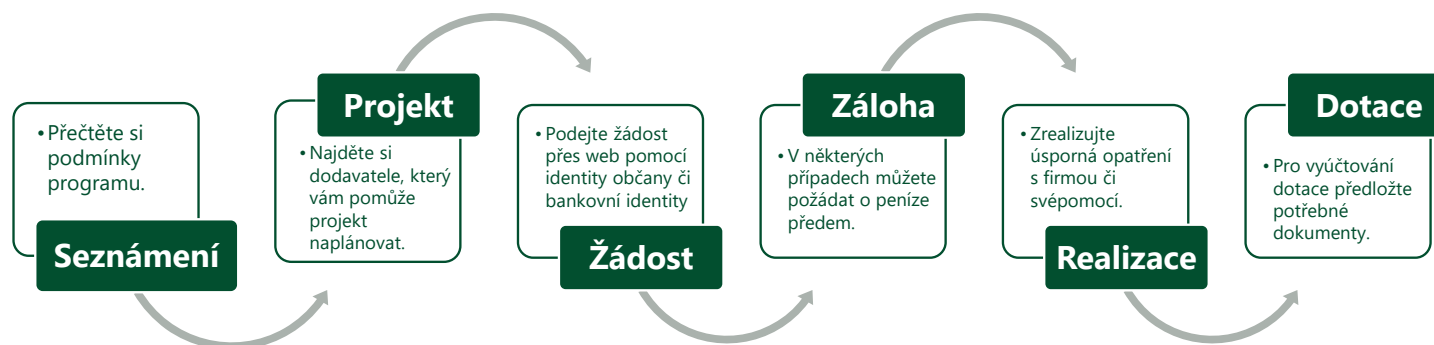 • Přečtěte si
podmínky
programu.
Seznámení
Projekt
• Najděte si
dodavatele, který
vám pomůže
projekt
naplánovat.
• Podejte žádost
přes web pomocí
identity občany či
bankovní identity
Žádost
Záloha
• V některých
případech můžete
požádat o peníze
předem.
• Zrealizujte
úsporná opatření
s firmou či
svépomocí.
Realizace
Dotace
• Pro vyúčtování
dotace předložte
potřebné
dokumenty.